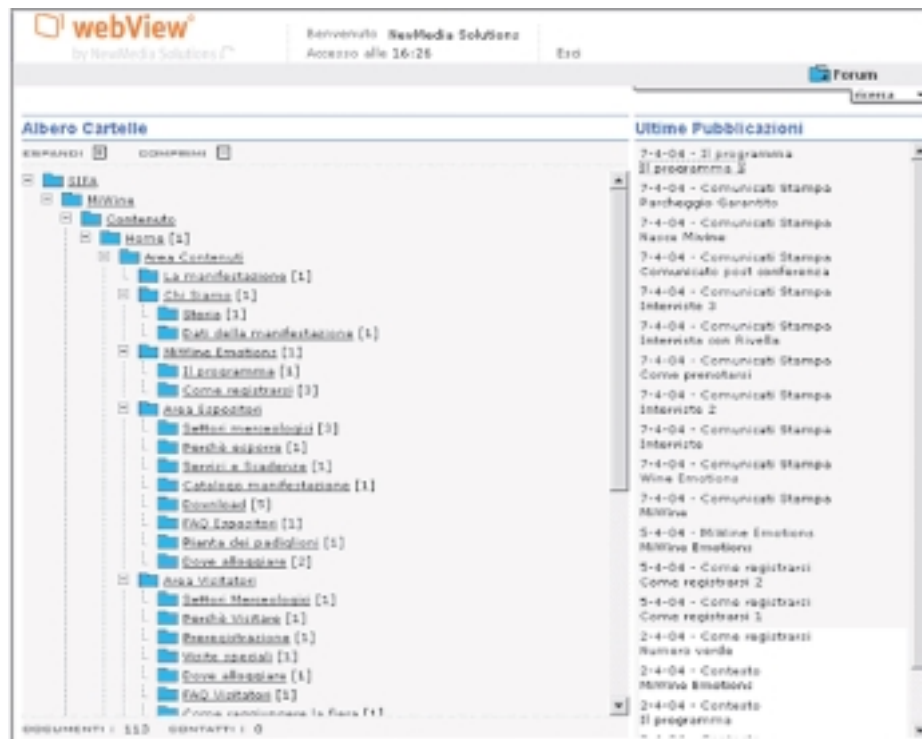 webView®
by NewMedia Solutions
Benvenuto NewMedia Solutions
Accesso alle 16:26
Esci
Forum
ricerca
Albero Cartelle
ESPANDI
COMPRIMI
SIFA
MiWine
Contenuto
Home [1]
Area Contenuti
La manifestazione [1]
Chi Siamo [1]
Storia [1]
Dati della manifestazione [1]
MiWine Emotions [1]
Il programma [1]
Come registrarsi [3]
Area Espositori
Settori merceologici [3]
Perchè esporre [1]
Servizi e Scadenze [1]
Catalogo manifestazione [1]
Download [5]
FAQ Espositori [1]
Pianta dei padiglioni [1]
Dove alloggiare [2]
Area Visitatori
Settori Merceologici [1]
Perchè Visitare [1]
Preregistrazione [1]
Visite speciali [1]
Dove alloggiare [1]
FAQ Visitatori [1]
Come raggiungere la fiera [1]
DOCUMENTI : 113 CONTATTI : 0
Ultime Pubblicazioni
7-4-04 - Il programma
Il programma 3
7-4-04 - Comunicati Stampa
Parcheggio Garantito
7-4-04 - Comunicati Stampa
Nasce Miwine
7-4-04 - Comunicati Stampa
Comunicato post conferenza
7-4-04 - Comunicati Stampa
Interviste 3
7-4-04 - Comunicati Stampa
Intervista con Rivella
7-4-04 - Comunicati Stampa
Come prenotarsi
7-4-04 - Comunicati Stampa
Interviste 2
7-4-04 - Comunicati Stampa
Interviste
7-4-04 - Comunicati Stampa
Wine Emotions
7-4-04 - Comunicati Stampa
MiWine
5-4-04 - MiWine Emotions
MiWine Emotions
5-4-04 - Come registrarsi
Come registrarsi 2
5-4-04 - Come registrarsi
Come registrarsi 1
2-4-04 - Come registrarsi
Numero verde
2-4-04 - Contesto
MiWine Emotions
2-4-04 - Contesto
Il programma